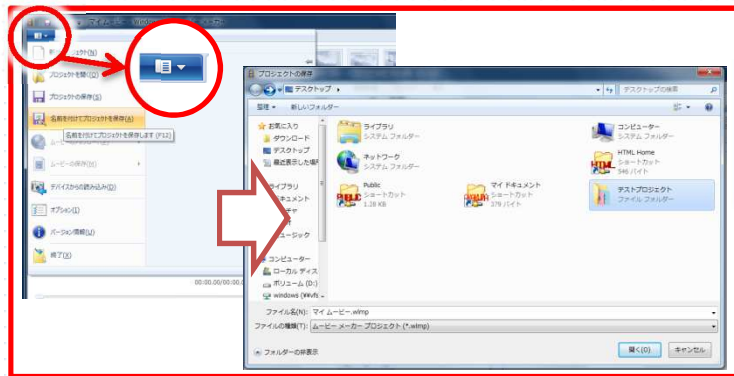 マイ ムービー - Windows
プロジェクト(N)
プロジェクトを開く(O)
プロジェクトの保存(S)
名前を付けてプロジェクトを保存(A)
名前を付けてプロジェクトを保存します (F12)
ムービーの保存(M)
デバイスからの読み込み(D)
オプション(I)
バージョン情報(U)
終了(X)
プロジェクトの保存
デスクトップ
デスクトップの検索
整理
新しいフォルダー
お気に入り
ダウンロード
デスクトップ
最近表示した場所
ライブラリ
コンピューター
ローカル ディス
ボリューム (D:)
ライブラリ
システム フォルダー
コンピューター
システム フォルダー
ネットワーク
システム フォルダー
HTML Home
ショートカット
546 バイト
Public
ショートカット
1.28 KB
マイ ドキュメント
ショートカット
379 バイト
テストプロジェクト
ファイル フォルダー
ファイル名(N): マイ ムービー.wlmp
ファイルの種類(T): ムービー メーカー プロジェクト (*.wlmp)
フォルダーの非表示
開く(O)
キャンセル